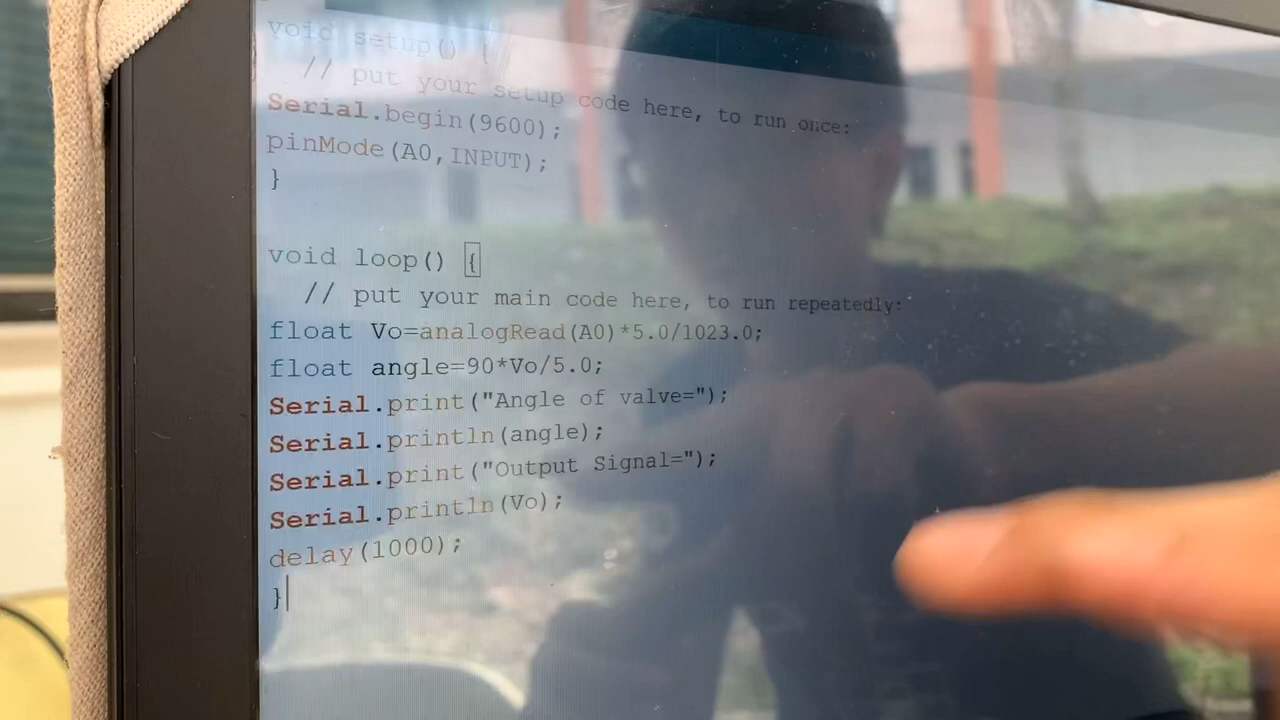 void setup() {
// put your setup code here, to run once:
Serial.begin(9600);
pinMode(A0,INPUT);
}
void loop() {
// put your main code here, to run repeatedly:
float Vo=analogRead(A0)*5.0/1023.0;
float angle=90*Vo/5.0;
Serial.print("Angle of valve=");
Serial.println(angle);
Serial.print("Output Signal=");
Serial.println(Vo);
delay(1000);
}